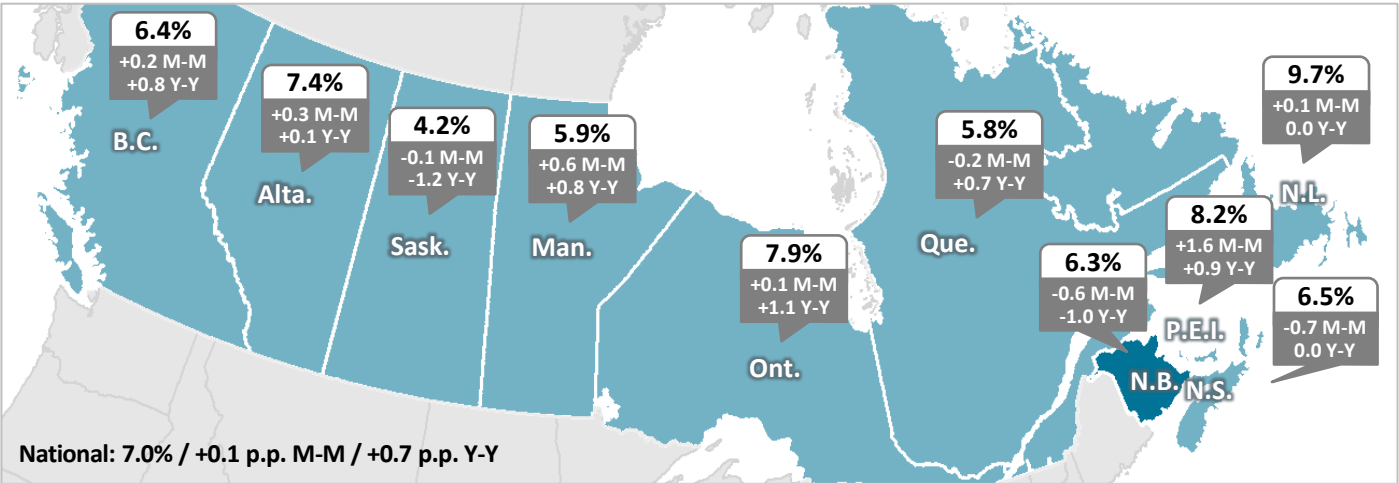 6.4%
+0.2 M-M
+0.8 Y-Y
B.C.
7.4%
+0.3 M-M
+0.1 Y-Y
Alta.
4.2%
-0.1 M-M
-1.2 Y-Y
Sask.
5.9%
+0.6 M-M
+0.8 Y-Y
Man.
7.9%
+0.1 M-M
+1.1 Y-Y
Ont.
5.8%
-0.2 M-M
+0.7 Y-Y
Que.
6.3%
-0.6 M-M
-1.0 Y-Y
N.B.
8.2%
+1.6 M-M
+0.9 Y-Y
P.E.I.
9.7%
+0.1 M-M
0.0 Y-Y
N.L.
6.5%
-0.7 M-M
0.0 Y-Y
N.S.
National: 7.0% / +0.1 p.p. M-M / +0.7 p.p. Y-Y